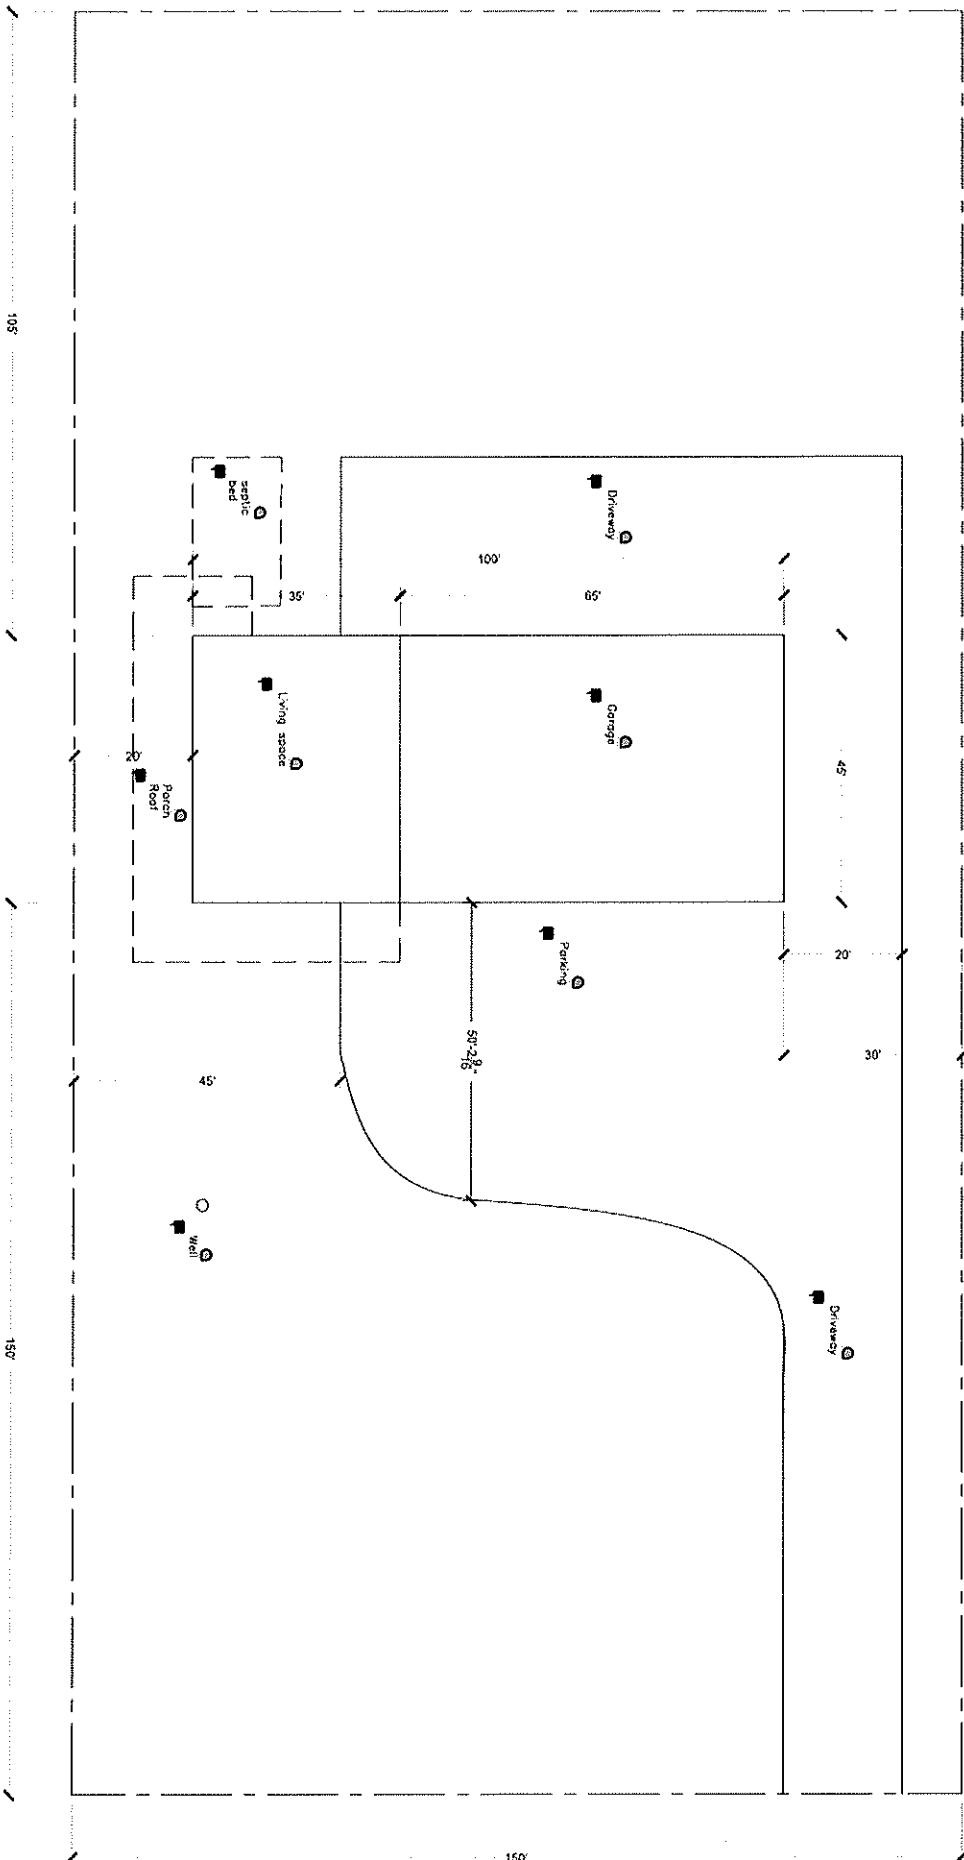 105'
septic
bed
Driveway
100'
35'
65'
Living space
Garage
45'
20'
Porch
Roof
Parking
20'
30'
50'-2 9/16"
45'
Well
Driveway
150'
150'